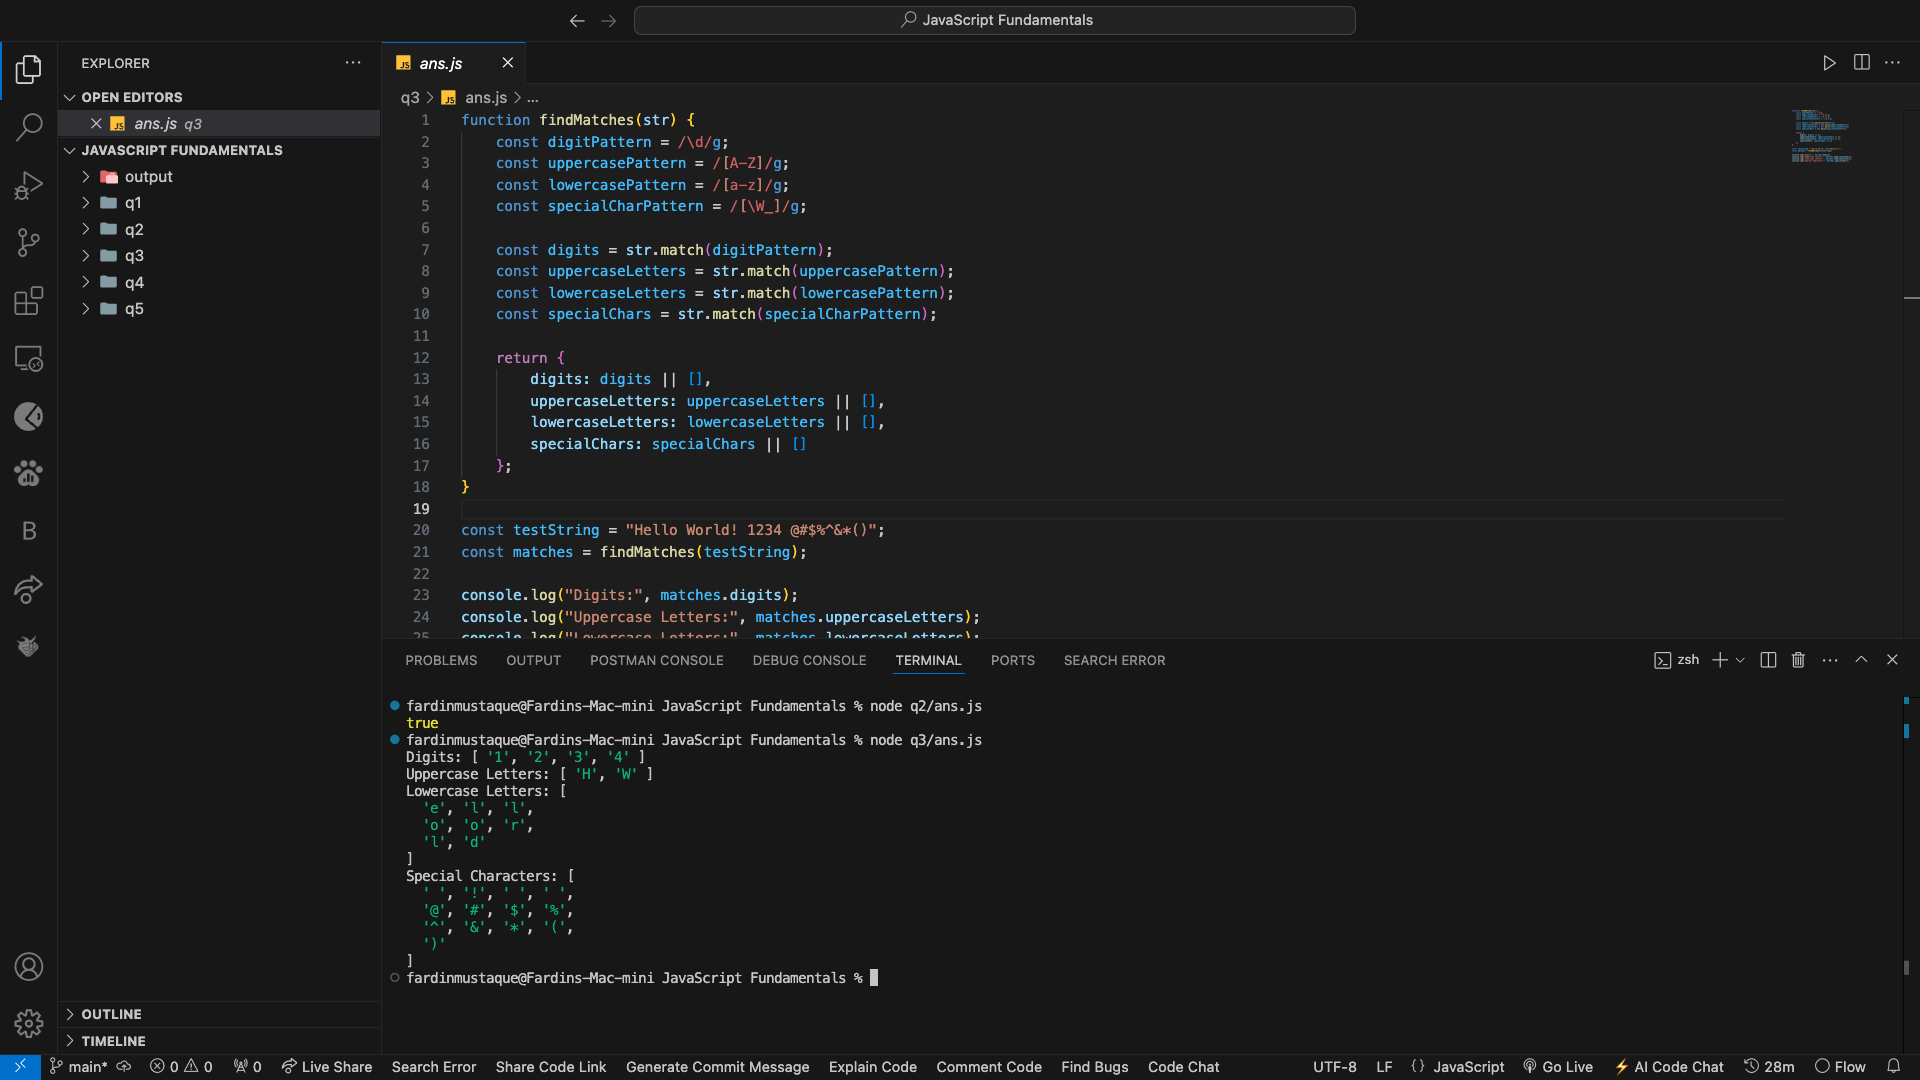 JavaScript Fundamentals
EXPLORER
OPEN EDITORS
ans.js q3
JAVASCRIPT FUNDAMENTALS
output
q1
q2
q3
q4
q5
OUTLINE
TIMELINE
ans.js
q3 > ans.js > ...
1 function findMatches(str) {
2 const digitPattern = /\d/g;
3 const uppercasePattern = /[A-Z]/g;
4 const lowercasePattern = /[a-z]/g;
5 const specialCharPattern = /[\W_]/g;
6
7 const digits = str.match(digitPattern);
8 const uppercaseLetters = str.match(uppercasePattern);
9 const lowercaseLetters = str.match(lowercasePattern);
10 const specialChars = str.match(specialCharPattern);
11
12 return {
13 digits: digits || [],
14 uppercaseLetters: uppercaseLetters || [],
15 lowercaseLetters: lowercaseLetters || [],
16 specialChars: specialChars || []
17 };
18 }
19
20 const testString = "Hello World! 1234 @#$%^&*()";
21 const matches = findMatches(testString);
22
23 console.log("Digits:", matches.digits);
24 console.log("Uppercase Letters:", matches.uppercaseLetters);
25 console.log("Lowercase Letters:", matches.lowercaseLetters);
PROBLEMS OUTPUT POSTMAN CONSOLE DEBUG CONSOLE TERMINAL PORTS SEARCH ERROR zsh
fardinmustaque@Fardins-Mac-mini JavaScript Fundamentals % node q2/ans.js
true
fardinmustaque@Fardins-Mac-mini JavaScript Fundamentals % node q3/ans.js
Digits: [ '1', '2', '3', '4' ]
Uppercase Letters: [ 'H', 'W' ]
Lowercase Letters: [
'e', 'l', 'l',
'o', 'o', 'r',
'l', 'd'
]
Special Characters: [
' ', '!', ' ', ' ',
'@', '#', '$', '%',
'^', '&', '*', '(',
')'
]
fardinmustaque@Fardins-Mac-mini JavaScript Fundamentals %
main* 0 0 0 Live Share Search Error Share Code Link Generate Commit Message Explain Code Comment Code Find Bugs Code Chat UTF-8 LF {} JavaScript Go Live AI Code Chat 28m Flow